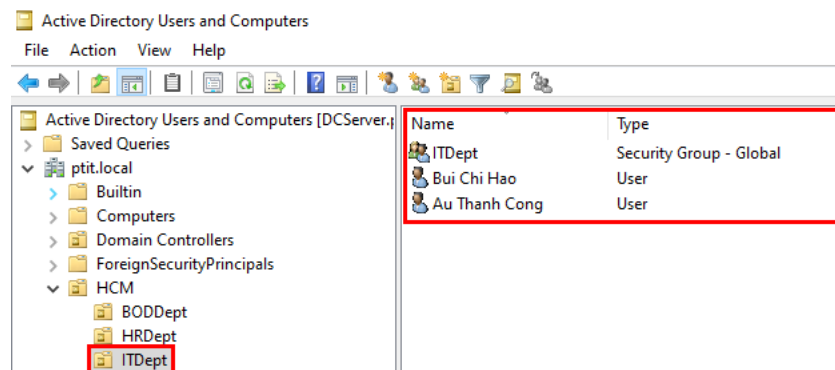 Active Directory Users and Computers
File Action View Help
Active Directory Users and Computers [DCServer.p
Saved Queries
ptit.local
Builtin
Computers
Domain Controllers
ForeignSecurityPrincipals
HCM
BODDept
HRDept
ITDept
Name Type
ITDept Security Group - Global
Bui Chi Hao User
Au Thanh Cong User